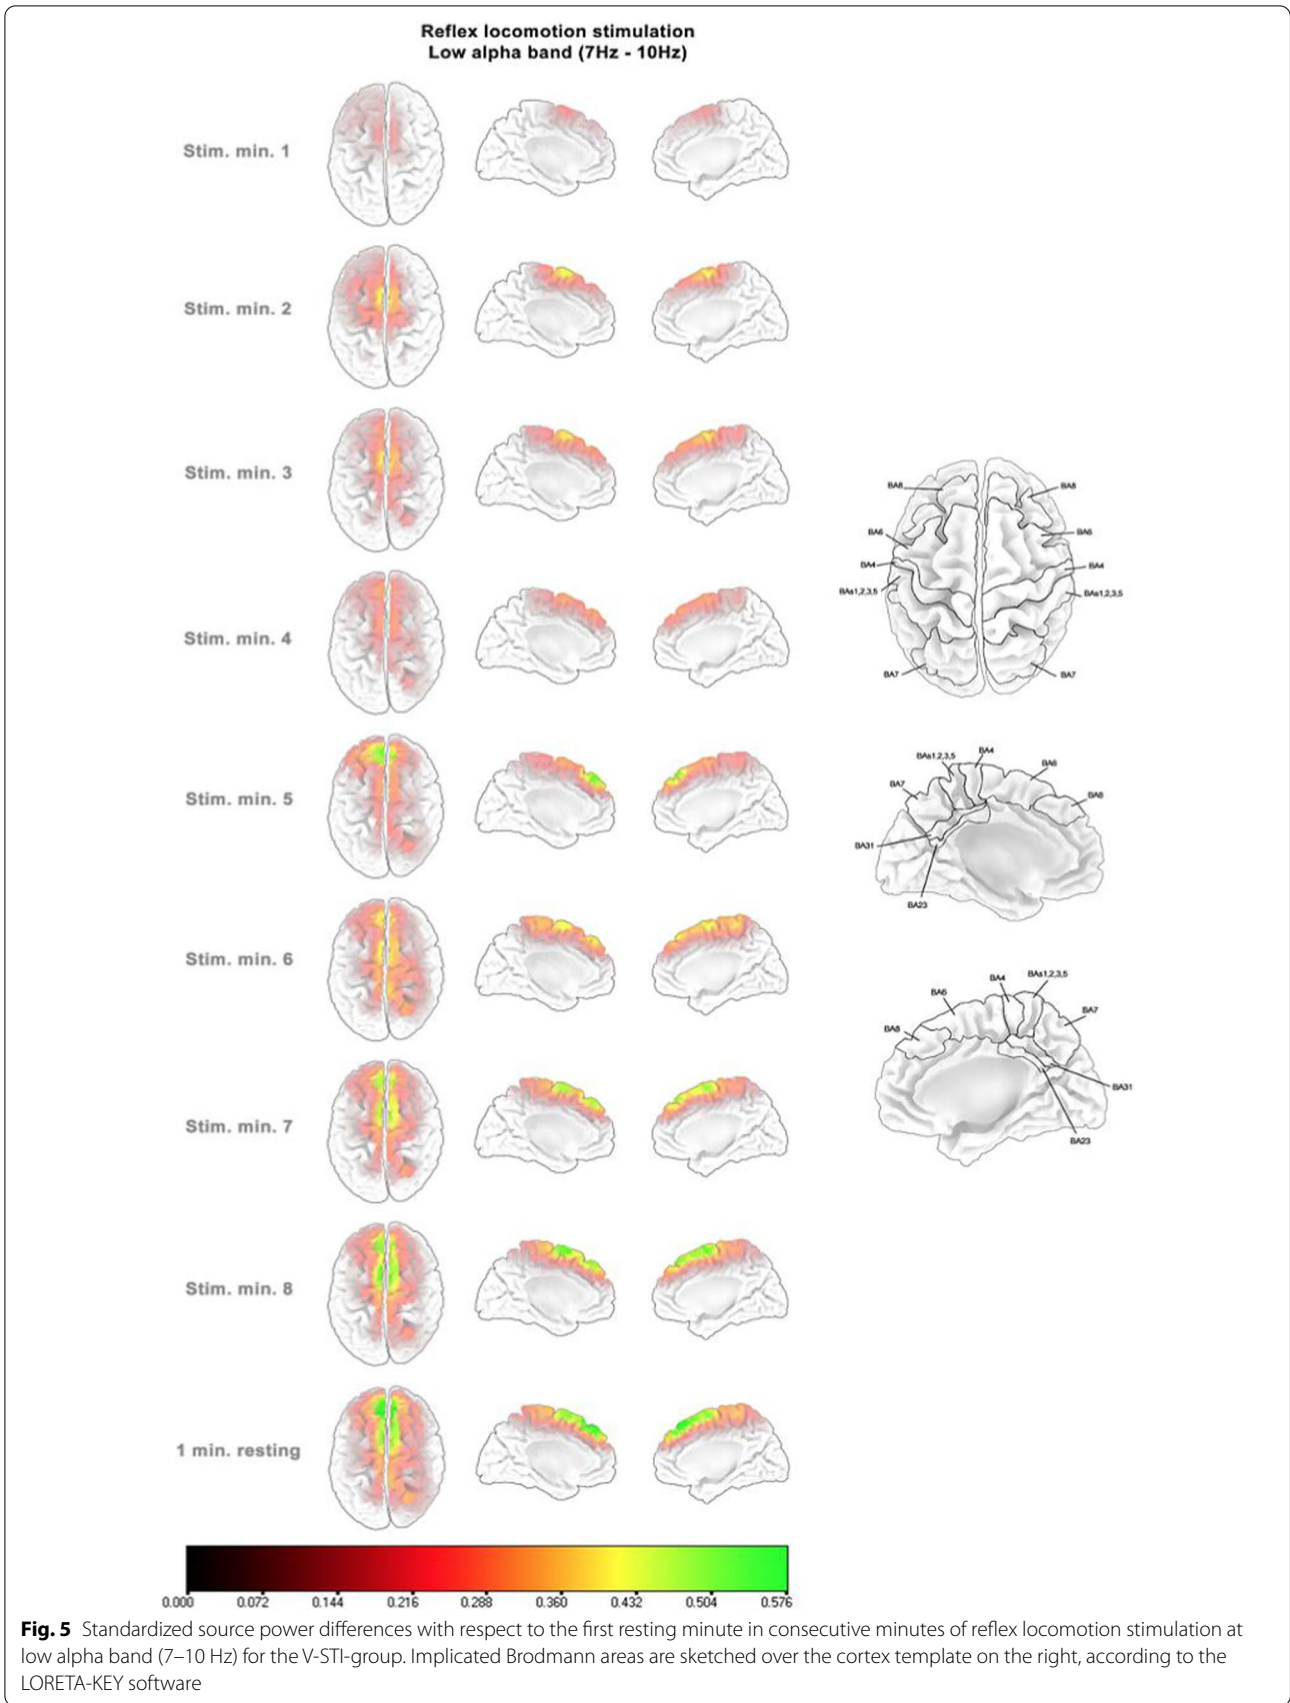 Reflex locomotion stimulation
Low alpha band (7Hz - 10Hz)
Stim. min. 1
Stim. min. 2
Stim. min. 3
Stim. min. 4
Stim. min. 5
Stim. min. 6
Stim. min. 7
Stim. min. 8
1 min. resting
BA8
BA8
BA6
BA6
BA4
BA4
BAs1,2,3,5
BAs1,2,3,5
BA7
BA7
BAs1,2,3,5
BA4
BA6
BA7
BA8
BA31
BA23
BA4
BAs1,2,3,5
BA6
BA7
BA8
BA31
BA23
0.000 0.072 0.144 0.216 0.288 0.360 0.432 0.504 0.576
Fig. 5 Standardized source power differences with respect to the first resting minute in consecutive minutes of reflex locomotion stimulation at
low alpha band (7–10 Hz) for the V-STI-group. Implicated Brodmann areas are sketched over the cortex template on the right, according to the
LORETA-KEY software